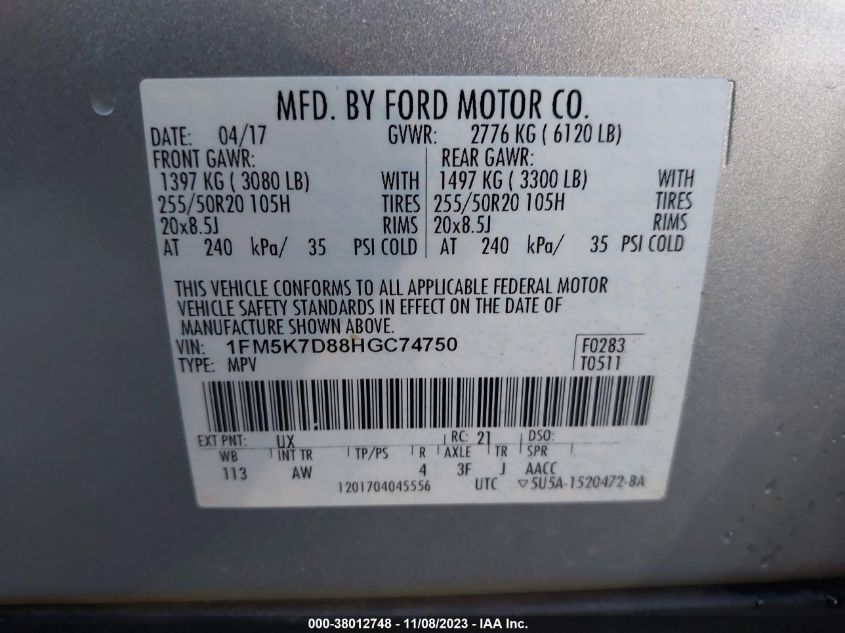 MFD. BY FORD MOTOR CO.
DATE: 04/17 GVWR: 2776 KG ( 6120 LB)
FRONT GAWR: REAR GAWR:
1397 KG ( 3080 LB) WITH 1497 KG ( 3300 LB) WITH
255/50R20 105H TIRES 255/50R20 105H TIRES
20x8.5J RIMS 20x8.5J RIMS
AT 240 kPa/ 35 PSI COLD AT 240 kPa/ 35 PSI COLD
THIS VEHICLE CONFORMS TO ALL APPLICABLE FEDERAL MOTOR
VEHICLE SAFETY STANDARDS IN EFFECT ON THE DATE OF
MANUFACTURE SHOWN ABOVE.
VIN: 1FM5K7D88HGC74750 F0283
TYPE: MPV T0511
EXT PNT: UX RC: 21 DSO:
WB INT TR TP/PS R AXLE TR SPR
113 AW 4 3F J AACC
1201704045556 UTC ▽5U5A-1520472-BA
000-38012748 - 11/08/2023 - IAA Inc.